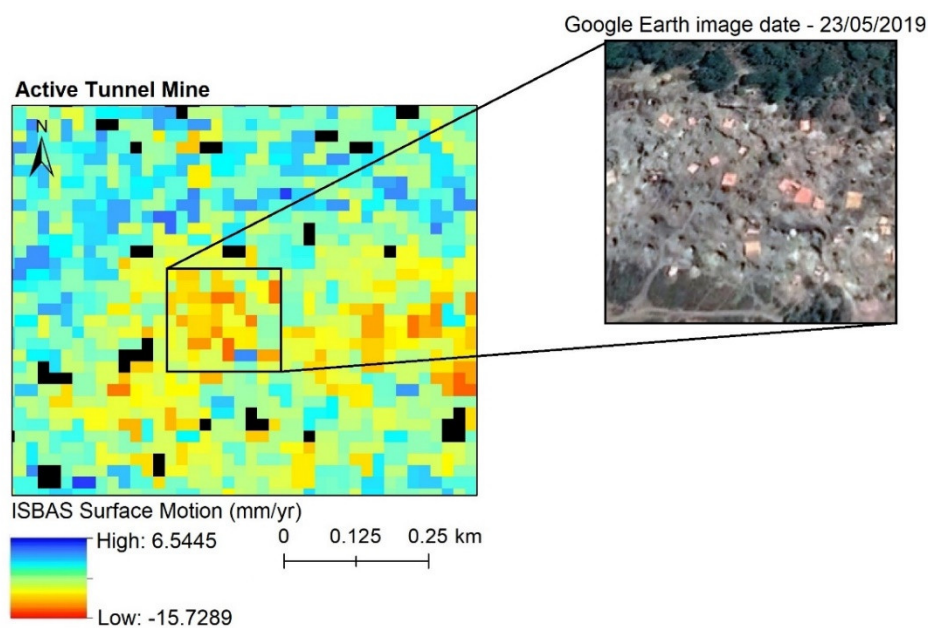 Google Earth image date - 23/05/2019
Active Tunnel Mine
N
ISBAS Surface Motion (mm/yr)
High: 6.5445
Low: -15.7289
0 0.125 0.25 km